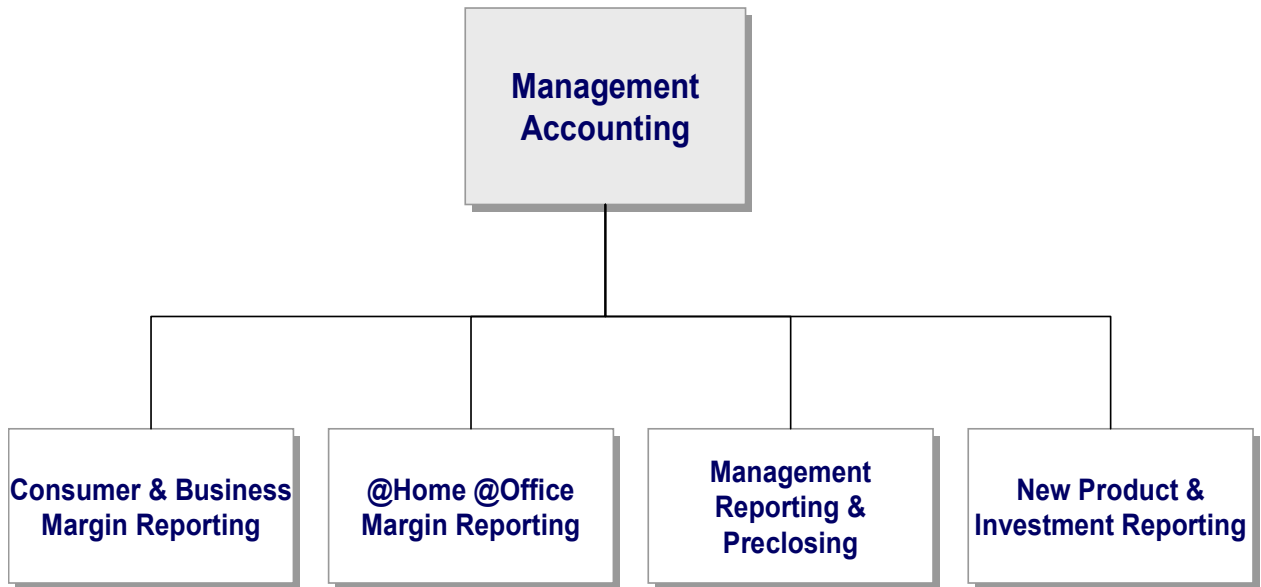 Management
Accounting
Consumer & Business
Margin Reporting
@Home @Office
Margin Reporting
Management
Reporting &
Preclosing
New Product &
Investment Reporting